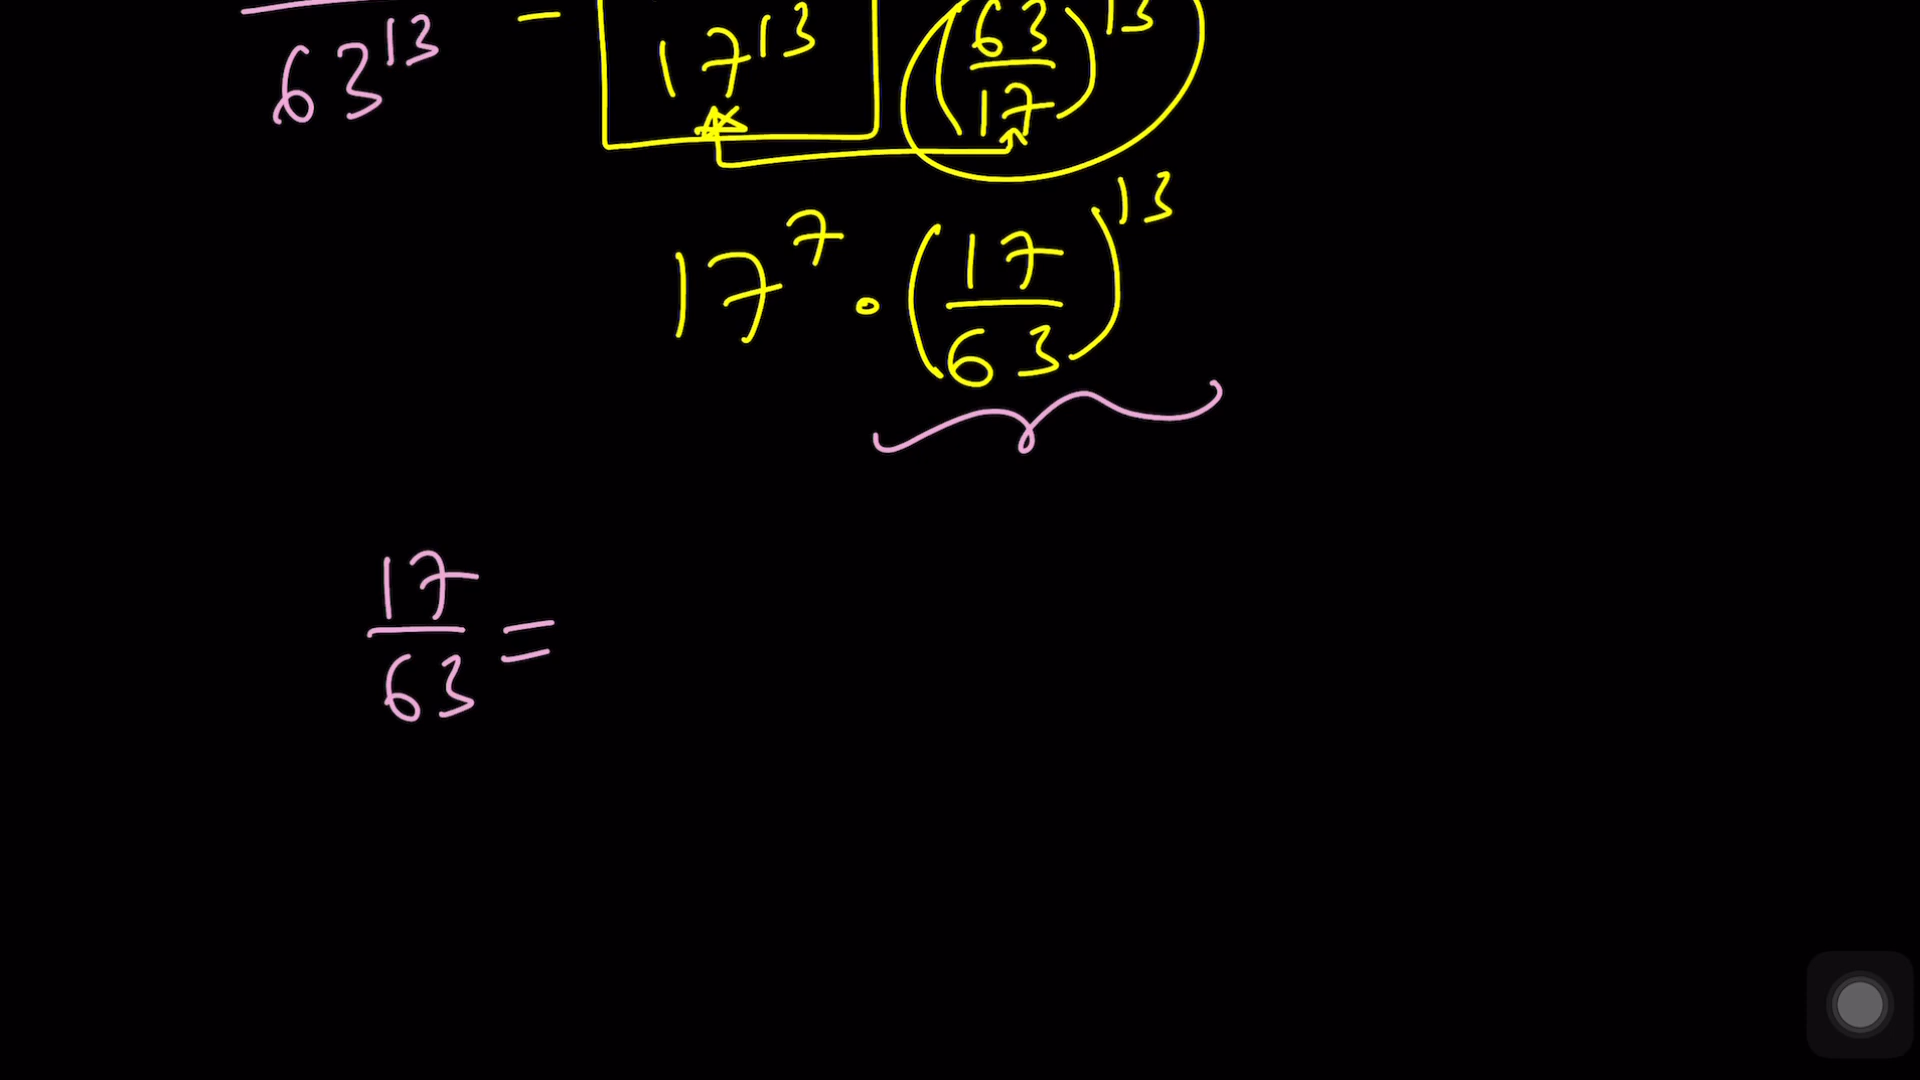 63^13 = 17^13 (63/17)^13
17^7 · (17/63)^13
17/63 =